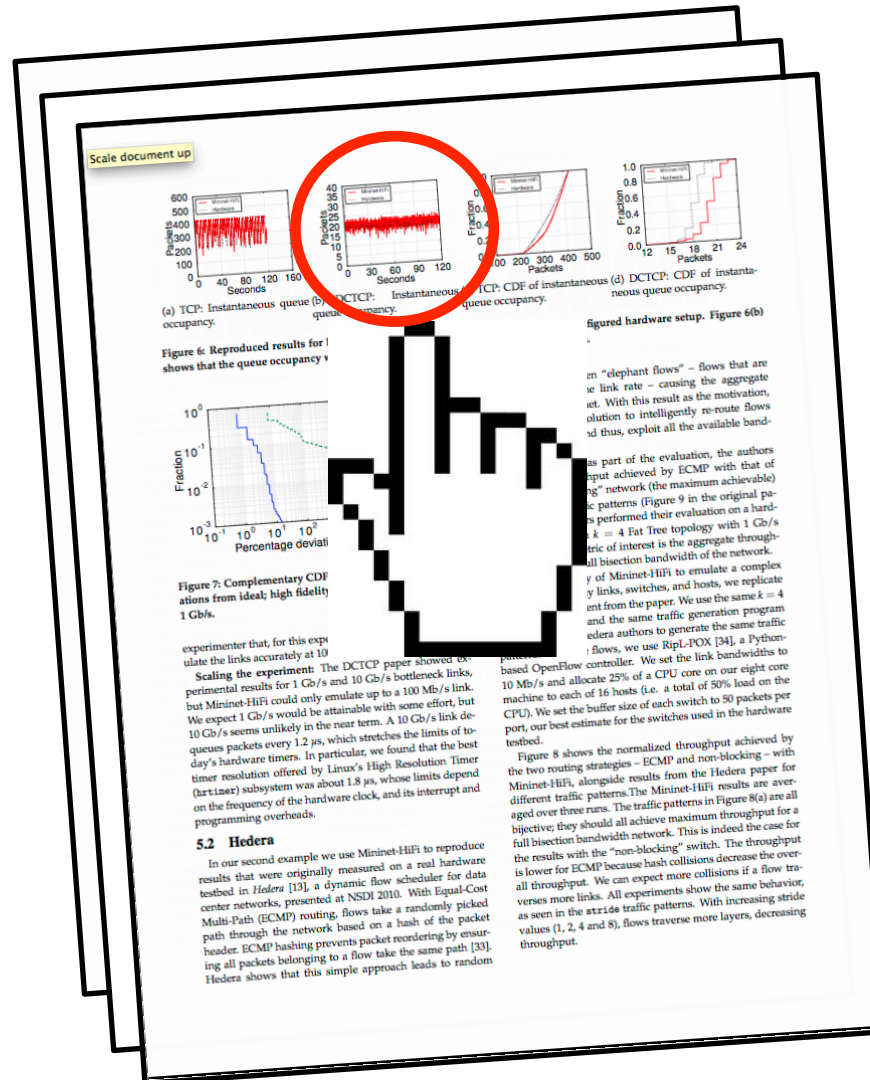 Scale document up
600
500
400
300
200
100
0
Packets
0 40 80 120 160
Seconds
Mininet-HiFi
Hardware
(a) TCP: Instantaneous queue
occupancy.
40
35
30
25
20
15
10
5
0
Packets
0 30 60 90 120
Seconds
Mininet-HiFi
Hardware
(b) DCTCP: Instantaneous
queue occupancy.
Fraction
Mininet-HiFi
Hardware
200 300 400 500
Packets
TCP: CDF of instantaneous
queue occupancy.
1.0
0.8
0.6
0.4
0.2
0.0
Fraction
Mininet-HiFi
Hardware
12 15 18 21 24
Packets
(d) DCTCP: CDF of instanta-
neous queue occupancy.
Figure 6: Reproduced results for
shows that the queue occupancy
figured hardware setup. Figure 6(b)
10^0
10^-1
10^-2
10^-3
Fraction
10^-1 10^0 10^1 10^2
Percentage deviati
Figure 7: Complementary CDF
ations from ideal; high fidelity
1 Gb/s.
experimenter that, for this expe
ulate the links accurately at 10
Scaling the experiment: The DCTCP paper showed ex-
perimental results for 1 Gb/s and 10 Gb/s bottleneck links,
but Mininet-HiFi could only emulate up to a 100 Mb/s link.
We expect 1 Gb/s would be attainable with some effort, but
10 Gb/s seems unlikely in the near term. A 10 Gb/s link de-
queues packets every 1.2 μs, which stretches the limits of to-
day's hardware timers. In particular, we found that the best
timer resolution offered by Linux's High Resolution Timer
(hrtimer) subsystem was about 1.8 μs, whose limits depend
on the frequency of the hardware clock, and its interrupt and
programming overheads.
5.2 Hedera
In our second example we use Mininet-HiFi to reproduce
results that were originally measured on a real hardware
testbed in Hedera [13], a dynamic flow scheduler for data
center networks, presented at NSDI 2010. With Equal-Cost
Multi-Path (ECMP) routing, flows take a randomly picked
path through the network based on a hash of the packet
header. ECMP hashing prevents packet reordering by ensur-
ing all packets belonging to a flow take the same path [33].
Hedera shows that this simple approach leads to random
en "elephant flows" – flows that are
link rate – causing the aggregate
et. With this result as the motivation,
olution to intelligently re-route flows
nd thus, exploit all the available band-
as part of the evaluation, the authors
hput achieved by ECMP with that of
ng" network (the maximum achievable)
ic patterns (Figure 9 in the original pa-
rs performed their evaluation on a hard-
k = 4 Fat Tree topology with 1 Gb/s
tric of interest is the aggregate through-
ull bisection bandwidth of the network.
y of Mininet-HiFi to emulate a complex
y links, switches, and hosts, we replicate
ent from the paper. We use the same k = 4
and the same traffic generation program
edera authors to generate the same traffic
flows, we use RipL-POX [34], a Python-
based OpenFlow controller. We set the link bandwidths to
10 Mb/s and allocate 25% of a CPU core on our eight core
machine to each of 16 hosts (i.e. a total of 50% load on the
CPU). We set the buffer size of each switch to 50 packets per
port, our best estimate for the switches used in the hardware
testbed.
Figure 8 shows the normalized throughput achieved by
the two routing strategies – ECMP and non-blocking – with
Mininet-HiFi, alongside results from the Hedera paper for
different traffic patterns.The Mininet-HiFi results are aver-
aged over three runs. The traffic patterns in Figure 8(a) are all
bijective; they should all achieve maximum throughput for a
full bisection bandwidth network. This is indeed the case for
the results with the "non-blocking" switch. The throughput
is lower for ECMP because hash collisions decrease the over-
all throughput. We can expect more collisions if a flow tra-
verses more links. All experiments show the same behavior,
as seen in the stride traffic patterns. With increasing stride
values (1, 2, 4 and 8), flows traverse more layers, decreasing
throughput.